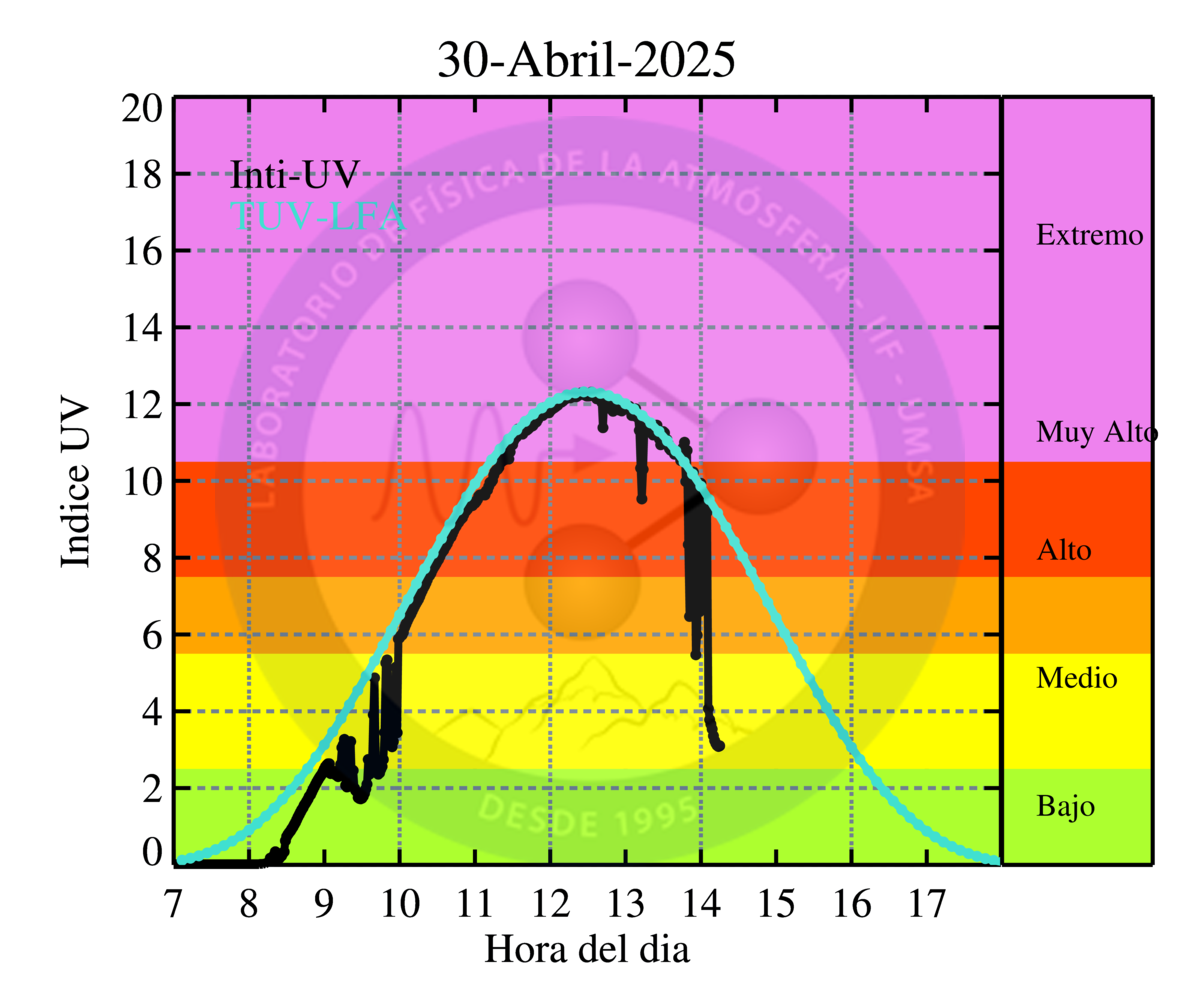 30-Abril-2025
20
18
16
14
12
10
8
6
4
2
0
Indice UV
Inti-UV
TUV-LFA
LABORATORIO DE FÍSICA DE LA ATMÓSFERA - IIF - UMSA
DESDE 1995
Extremo
Muy Alto
Alto
Medio
Bajo
7 8 9 10 11 12 13 14 15 16 17
Hora del dia